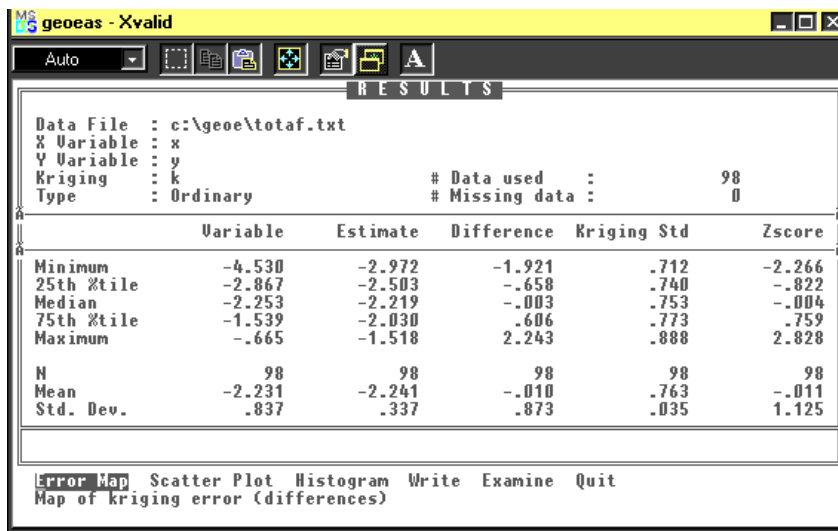 geoeas - Xvalid
Auto
A
RESULTS
Data File : c:\geoe\totaf.txt
X Variable : x
Y Variable : y
Kriging : k # Data used : 98
Type : Ordinary # Missing data : 0
Variable Estimate Difference Kriging Std Zscore
Minimum -4.530 -2.972 -1.921 .712 -2.266
25th %tile -2.867 -2.503 -.658 .740 -.822
Median -2.253 -2.219 -.003 .753 -.004
75th %tile -1.539 -2.030 .606 .773 .759
Maximum -.665 -1.518 2.243 .888 2.828
N 98 98 98 98 98
Mean -2.231 -2.241 -.010 .763 -.011
Std. Dev. .837 .337 .873 .035 1.125
Error Map Scatter Plot Histogram Write Examine Quit
Map of kriging error (differences)